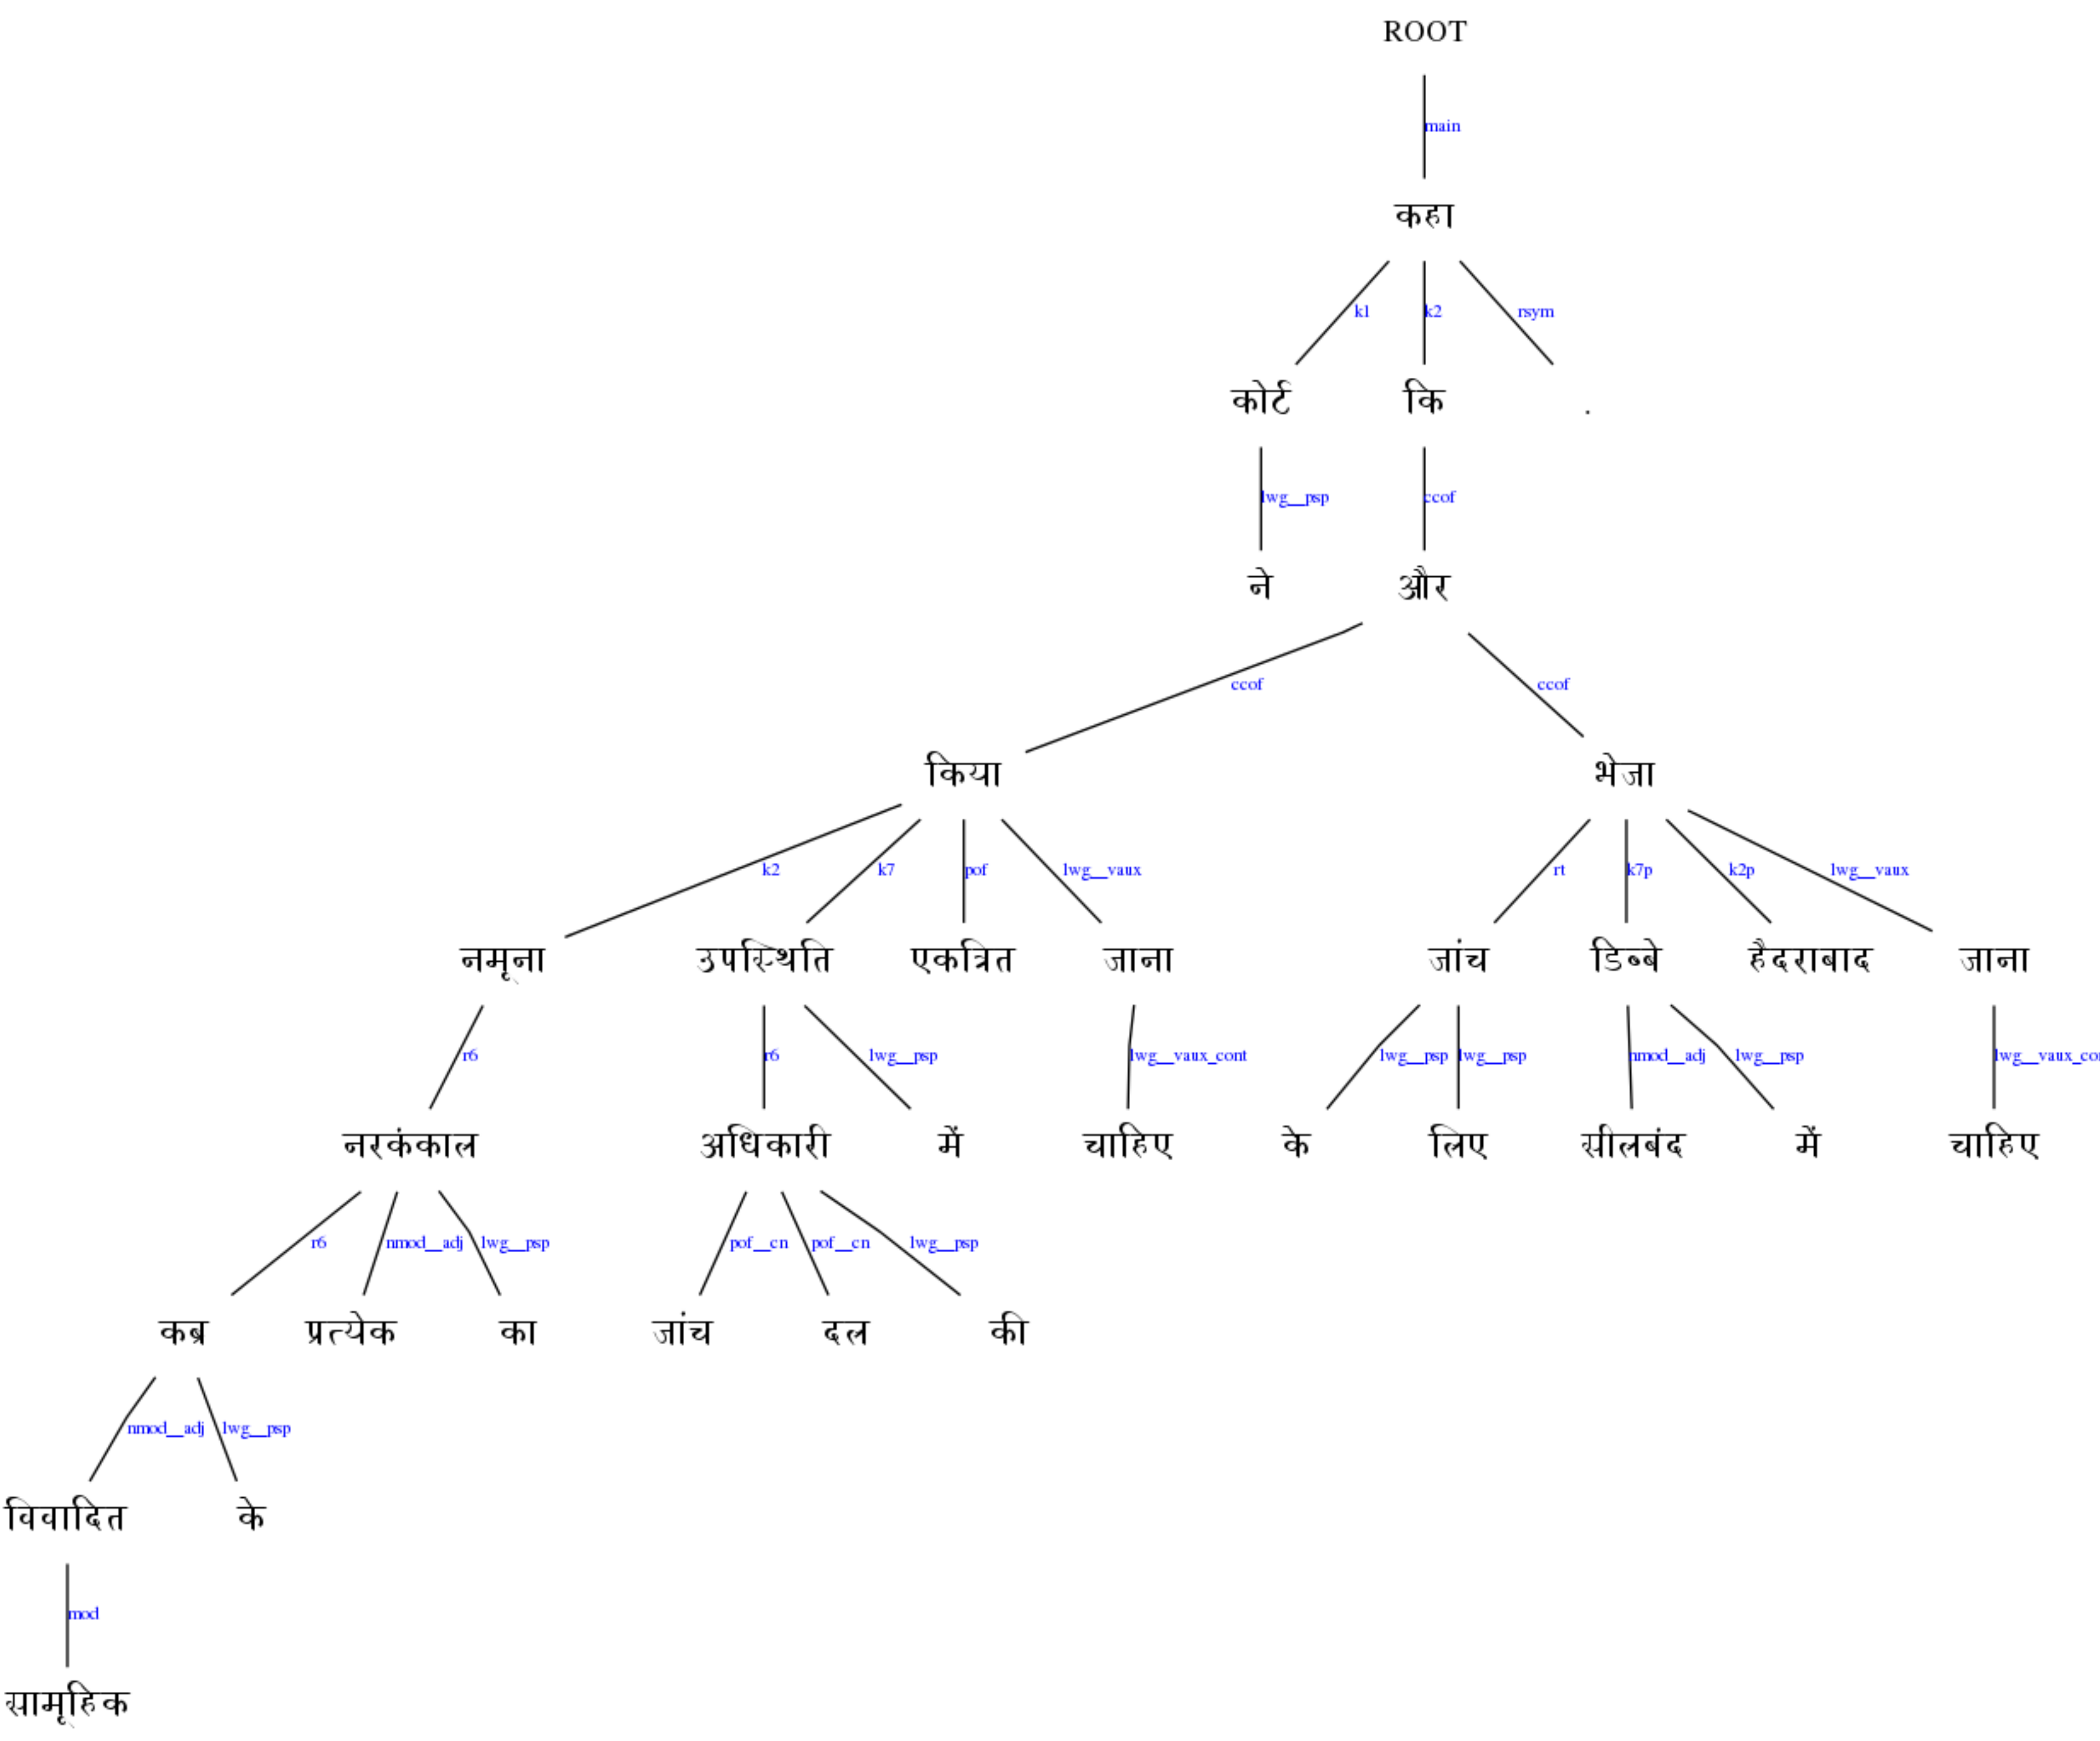 ROOT
main
कहा
k1 k2 rsym
कोर्ट कि .
lwg__psp ccof
ने और
ccof ccof
किया भेजा
k2 k7 pof lwg__vaux rt k7p k2p lwg__vaux
नमूना उपस्थिति एकत्रित जाना जांच डिब्बे हैदराबाद जाना
r6 r6 lwg__psp lwg__vaux_cont lwg__psp lwg__psp nmod__adj lwg__psp lwg__vaux_co
नरकंकाल अधिकारी में चाहिए के लिए सीलबंद में चाहिए
r6 nmod__adj lwg__psp pof__cn pof__cn lwg__psp
कब्र प्रत्येक का जांच दल की
nmod__adj lwg__psp
विवादित के
mod
सामूहिक